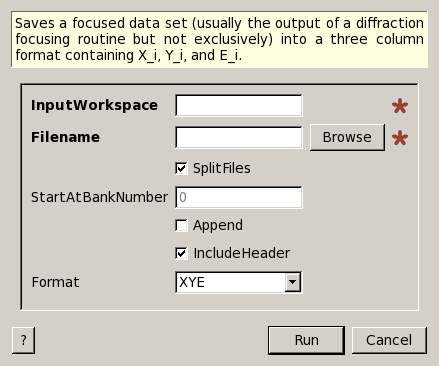 Saves a focused data set (usually the output of a diffraction
focusing routine but not exclusively) into a three column
format containing X_i, Y_i, and E_i.
InputWorkspace
Filename
Browse
SplitFiles
StartAtBankNumber
0
Append
IncludeHeader
Format
XYE
?
Run
Cancel